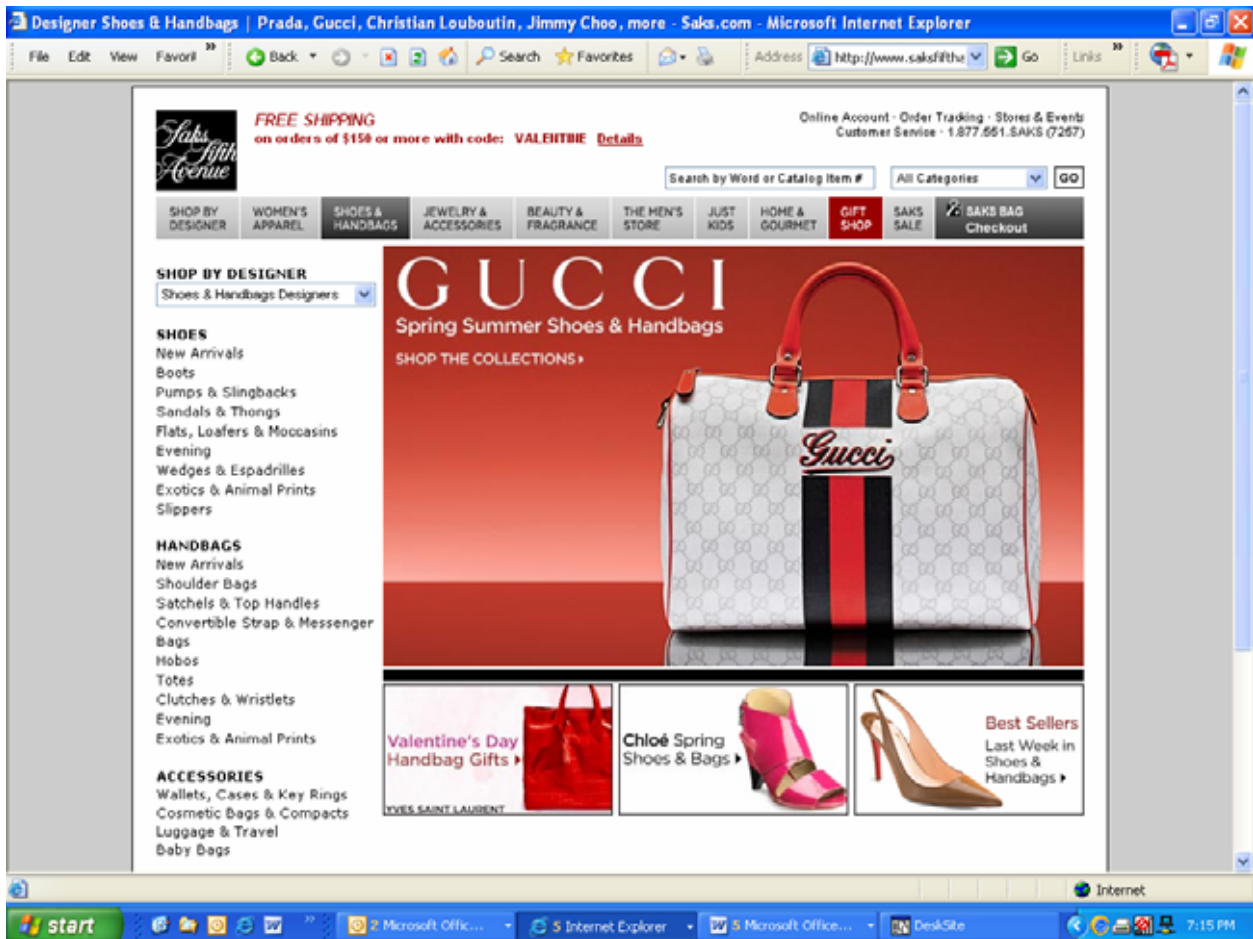 Designer Shoes & Handbags | Prada, Gucci, Christian Louboutin, Jimmy Choo, more - Saks.com - Microsoft Internet Explorer
File Edit View Favorit » Back Search Favorites Address http://www.saksfifthe Go Links »
Saks
Fifth
Avenue
FREE SHIPPING
on orders of $150 or more with code: VALENTINE Details
Online Account · Order Tracking · Stores & Events
Customer Service · 1.877.551.SAKS (7257)
Search by Word or Catalog Item # All Categories GO
SHOP BY DESIGNER WOMEN'S APPAREL SHOES & HANDBAGS JEWELRY & ACCESSORIES BEAUTY & FRAGRANCE THE MEN'S STORE JUST KIDS HOME & GOURMET GIFT SHOP SAKS SALE SAKS BAG Checkout
SHOP BY DESIGNER
Shoes & Handbags Designers
SHOES
New Arrivals
Boots
Pumps & Slingbacks
Sandals & Thongs
Flats, Loafers & Moccasins
Evening
Wedges & Espadrilles
Exotics & Animal Prints
Slippers
HANDBAGS
New Arrivals
Shoulder Bags
Satchels & Top Handles
Convertible Strap & Messenger
Bags
Hobos
Totes
Clutches & Wristlets
Evening
Exotics & Animal Prints
ACCESSORIES
Wallets, Cases & Key Rings
Cosmetic Bags & Compacts
Luggage & Travel
Baby Bags
GUCCI
Spring Summer Shoes & Handbags
SHOP THE COLLECTIONS
Gucci
Valentine's Day
Handbag Gifts
YVES SAINT LAURENT
Chloé Spring
Shoes & Bags
Best Sellers
Last Week in
Shoes &
Handbags
Internet
start » 2 Microsoft Offic... 5 Internet Explorer 5 Microsoft Office... DeskSite 7:15 PM